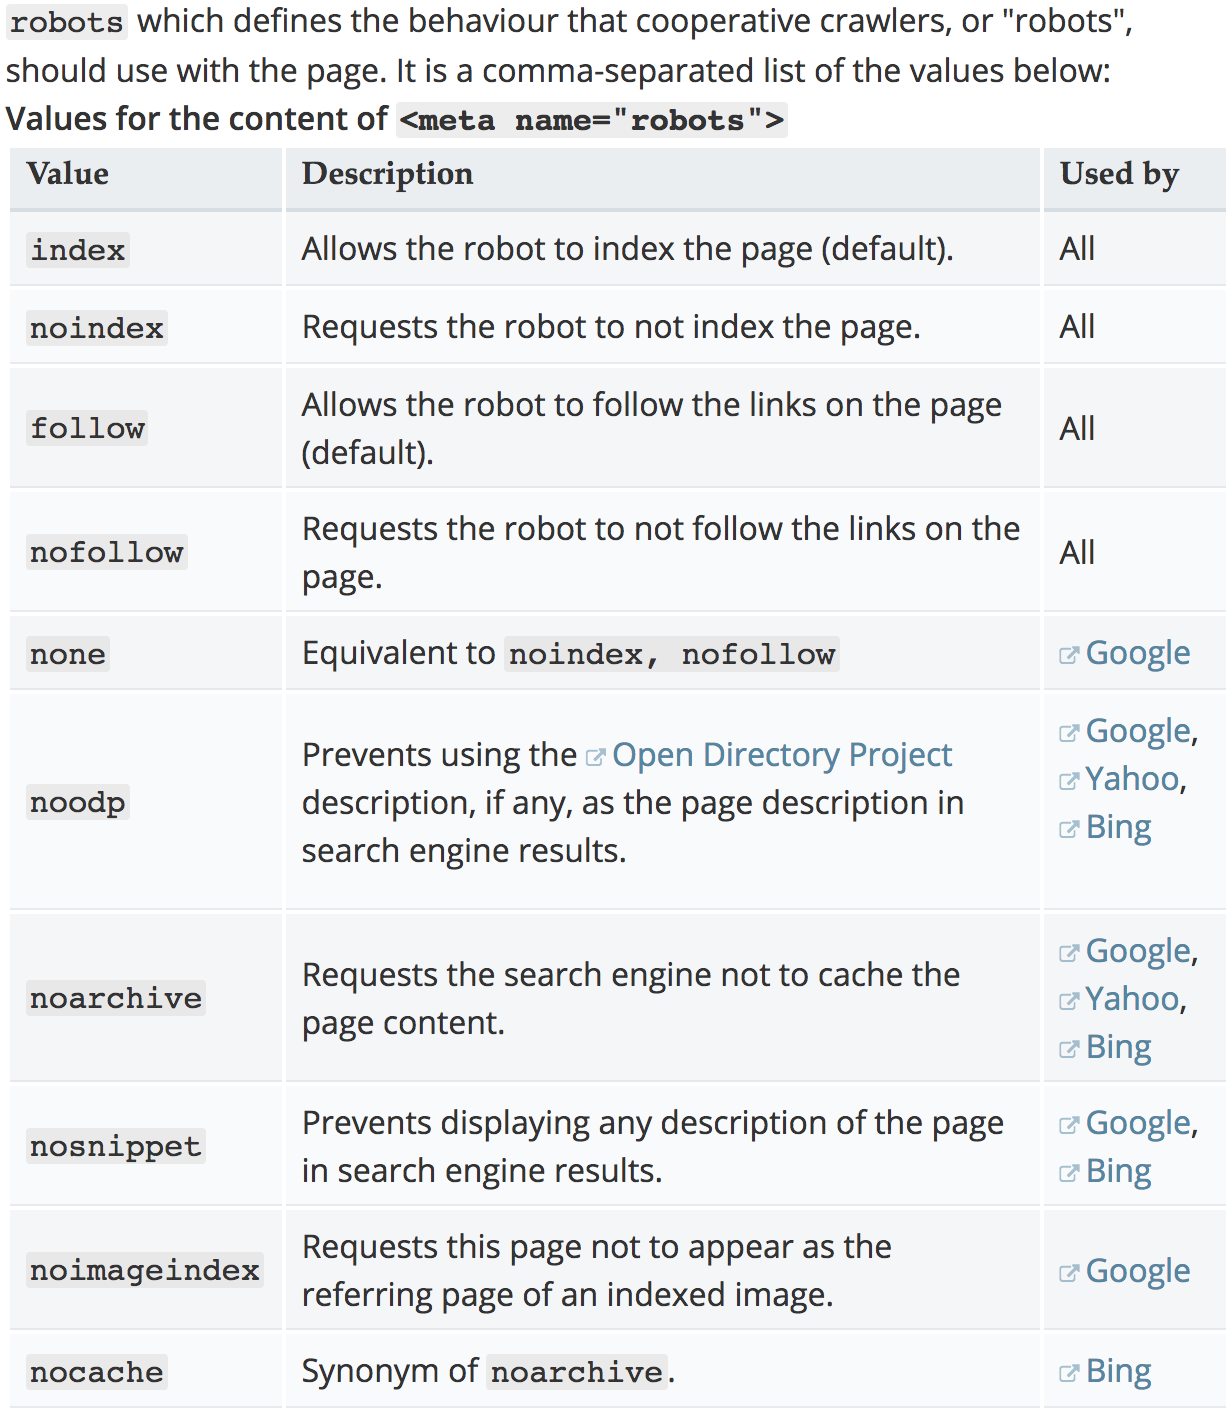 robots which defines the behaviour that cooperative crawlers, or "robots",
should use with the page. It is a comma-separated list of the values below:
Values for the content of <meta name="robots">
Value Description Used by
index Allows the robot to index the page (default). All
noindex Requests the robot to not index the page. All
follow Allows the robot to follow the links on the page
(default). All
nofollow Requests the robot to not follow the links on the
page. All
none Equivalent to noindex, nofollow Google
noodp Prevents using the Open Directory Project
description, if any, as the page description in
search engine results. Google,
Yahoo,
Bing
noarchive Requests the search engine not to cache the
page content. Google,
Yahoo,
Bing
nosnippet Prevents displaying any description of the page
in search engine results. Google,
Bing
noimageindex Requests this page not to appear as the
referring page of an indexed image. Google
nocache Synonym of noarchive. Bing